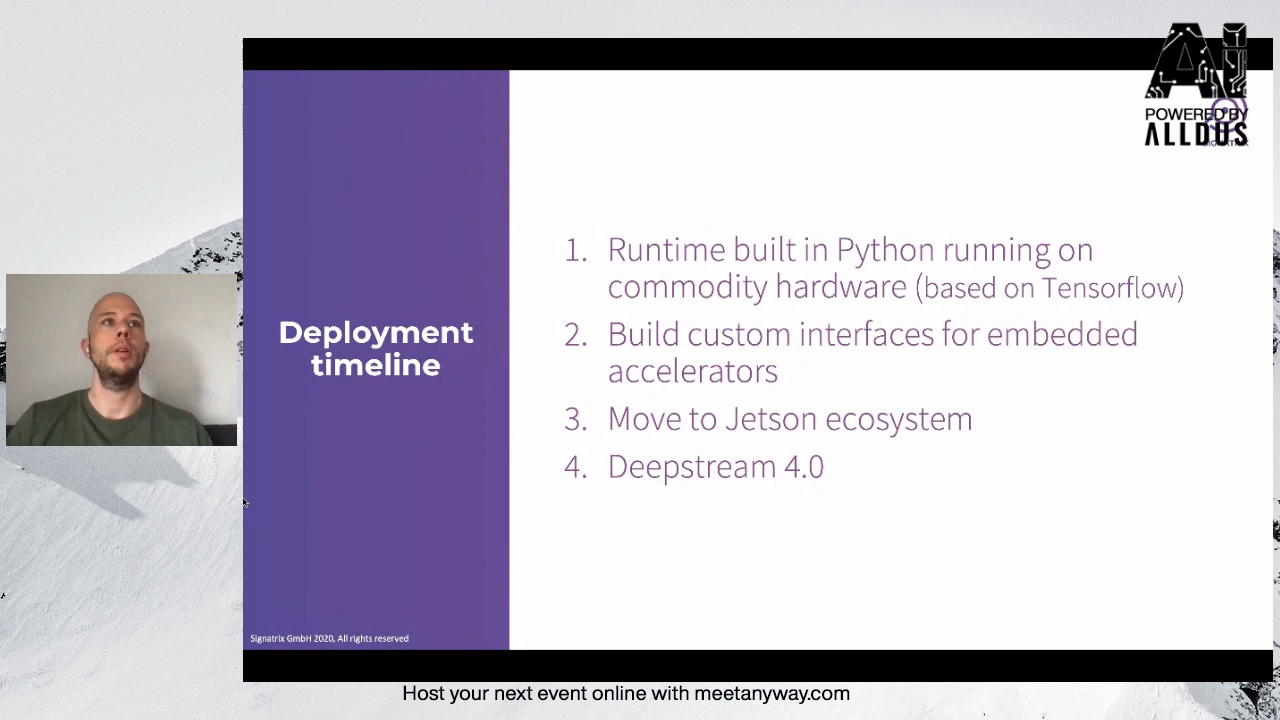 AI
POWERED BY
ALLDUS
Deployment
timeline
1. Runtime built in Python running on
commodity hardware (based on Tensorflow)
2. Build custom interfaces for embedded
accelerators
3. Move to Jetson ecosystem
4. Deepstream 4.0
Signatrix GmbH 2020, All rights reserved
Host your next event online with meetanyway.com